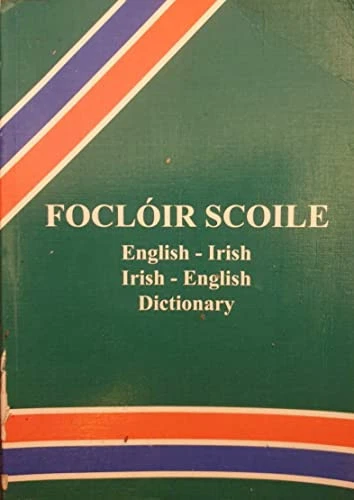 FOCLÓIR SCOILE
English - Irish
Irish - English
Dictionary